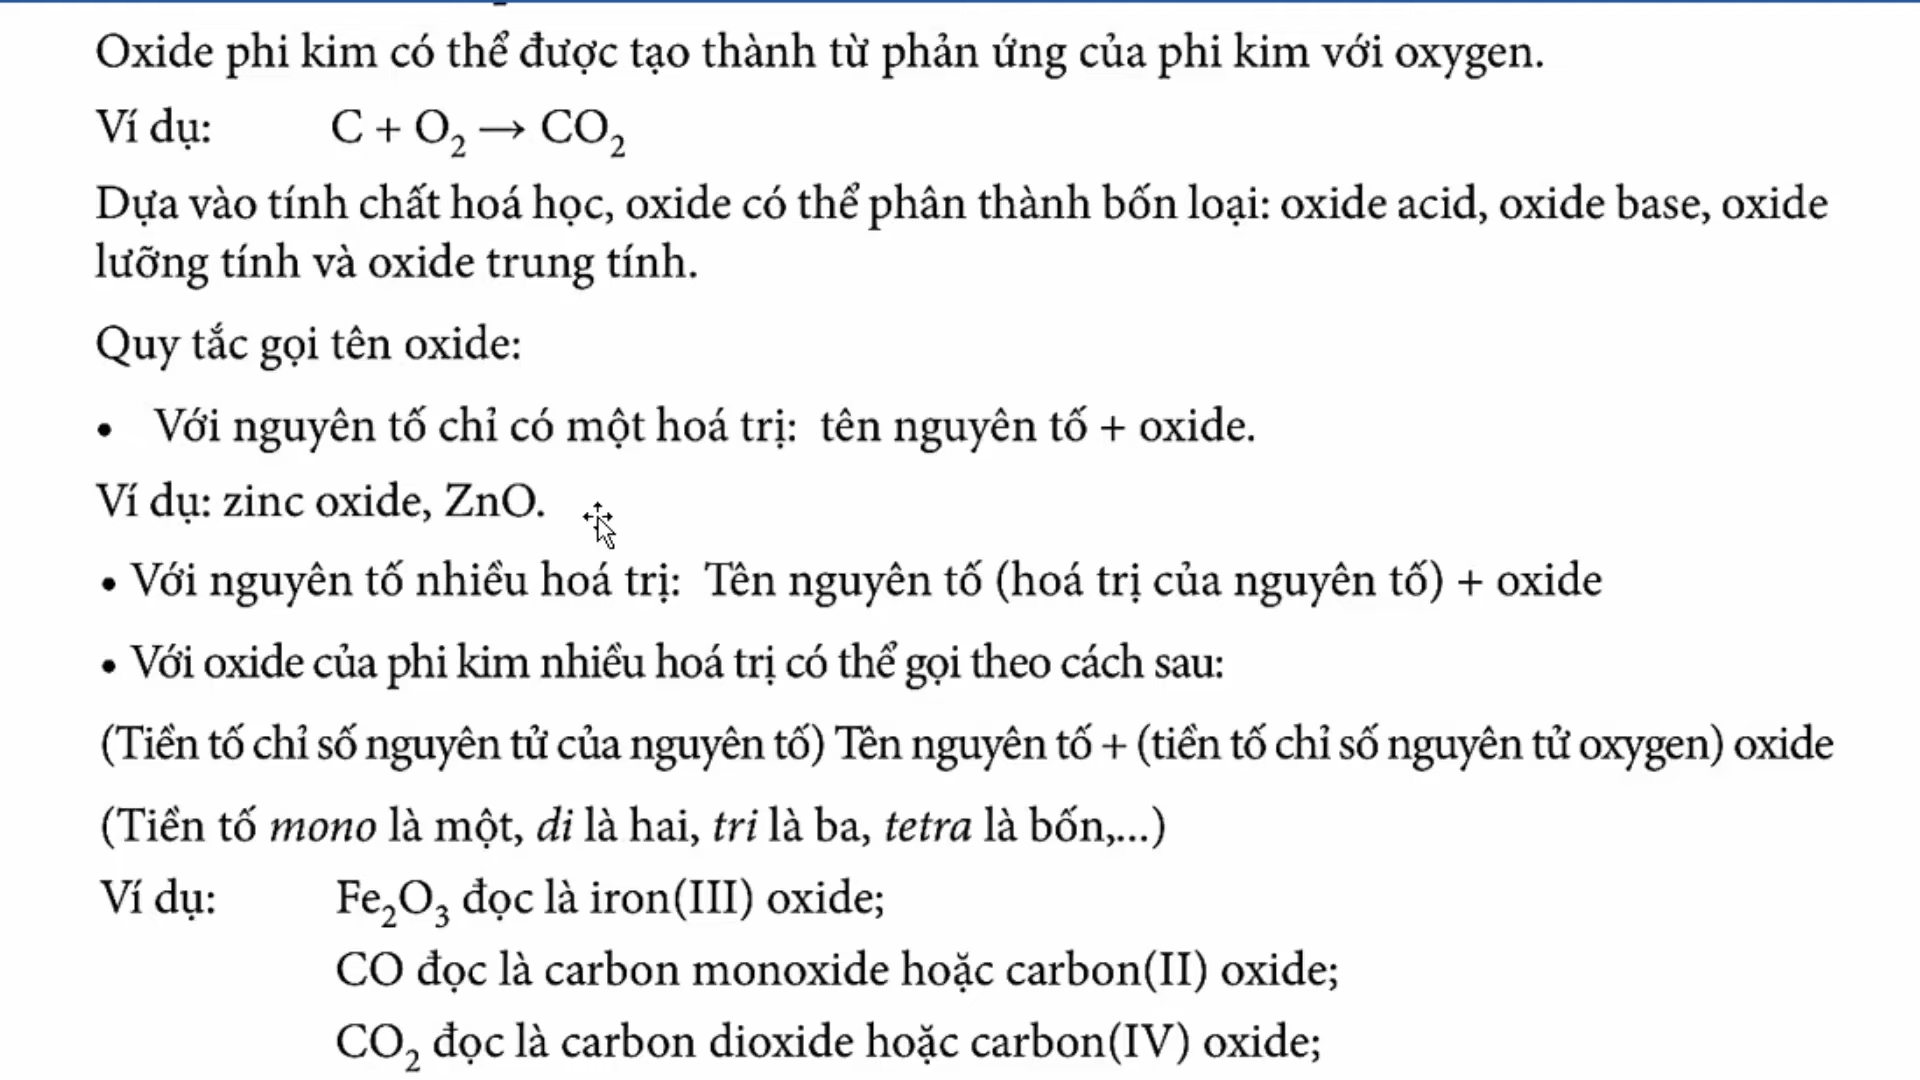 Oxide phi kim có thể được tạo thành từ phản ứng của phi kim với oxygen.
Ví dụ: C + O₂ → CO₂
Dựa vào tính chất hoá học, oxide có thể phân thành bốn loại: oxide acid, oxide base, oxide
lưỡng tính và oxide trung tính.
Quy tắc gọi tên oxide:
• Với nguyên tố chỉ có một hoá trị: tên nguyên tố + oxide.
Ví dụ: zinc oxide, ZnO.
• Với nguyên tố nhiều hoá trị: Tên nguyên tố (hoá trị của nguyên tố) + oxide
• Với oxide của phi kim nhiều hoá trị có thể gọi theo cách sau:
(Tiền tố chỉ số nguyên tử của nguyên tố) Tên nguyên tố + (tiền tố chỉ số nguyên tử oxygen) oxide
(Tiền tố mono là một, di là hai, tri là ba, tetra là bốn,...)
Ví dụ: Fe₂O₃ đọc là iron(III) oxide;
CO đọc là carbon monoxide hoặc carbon(II) oxide;
CO₂ đọc là carbon dioxide hoặc carbon(IV) oxide;